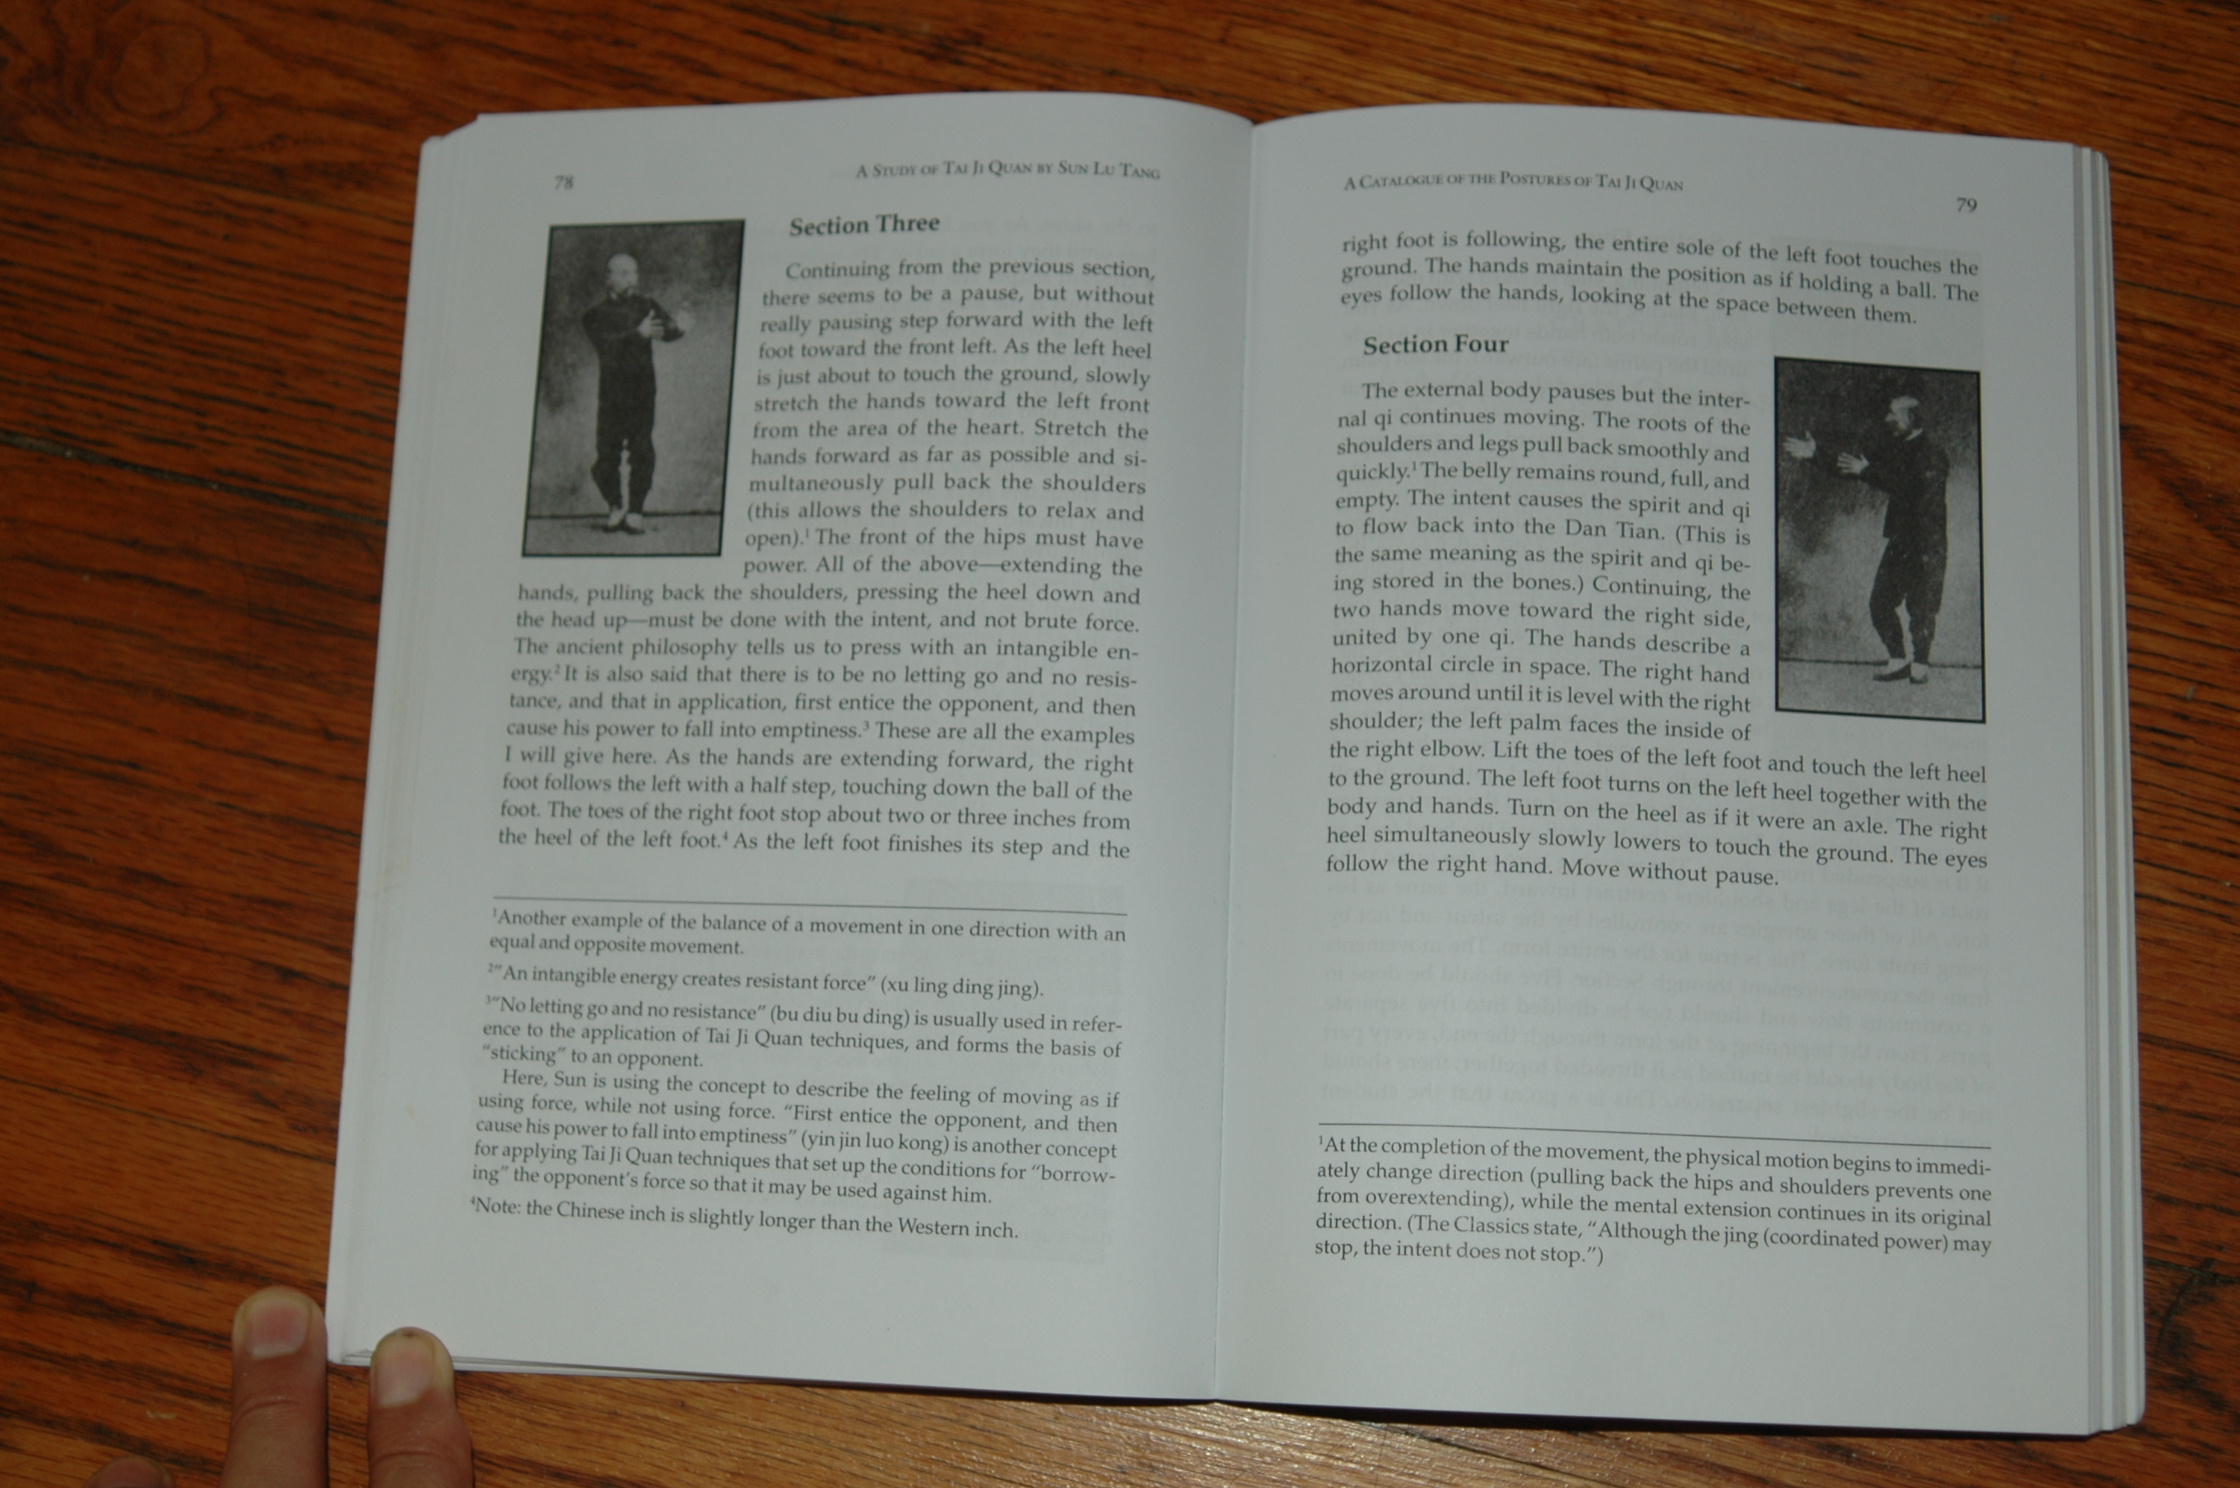 78
A STUDY OF TAI JI QUAN BY SUN LU TANG
Section Three
Continuing from the previous section,
there seems to be a pause, but without
really pausing step forward with the left
foot toward the front left. As the left heel
is just about to touch the ground, slowly
stretch the hands toward the left front
from the area of the heart. Stretch the
hands forward as far as possible and si-
multaneously pull back the shoulders
(this allows the shoulders to relax and
open).¹ The front of the hips must have
power. All of the above—extending the
hands, pulling back the shoulders, pressing the heel down and
the head up—must be done with the intent, and not brute force.
The ancient philosophy tells us to press with an intangible en-
ergy.² It is also said that there is to be no letting go and no resis-
tance, and that in application, first entice the opponent, and then
cause his power to fall into emptiness.³ These are all the examples
I will give here. As the hands are extending forward, the right
foot follows the left with a half step, touching down the ball of the
foot. The toes of the right foot stop about two or three inches from
the heel of the left foot.⁴ As the left foot finishes its step and the
¹Another example of the balance of a movement in one direction with an
equal and opposite movement.
²"An intangible energy creates resistant force" (xu ling ding jing).
³"No letting go and no resistance" (bu diu bu ding) is usually used in refer-
ence to the application of Tai Ji Quan techniques, and forms the basis of
"sticking" to an opponent.
Here, Sun is using the concept to describe the feeling of moving as if
using force, while not using force. "First entice the opponent, and then
cause his power to fall into emptiness" (yin jin luo kong) is another concept
for applying Tai Ji Quan techniques that set up the conditions for "borrow-
ing" the opponent's force so that it may be used against him.
⁴Note: the Chinese inch is slightly longer than the Western inch.
A CATALOGUE OF THE POSTURES OF TAI JI QUAN
79
right foot is following, the entire sole of the left foot touches the
ground. The hands maintain the position as if holding a ball. The
eyes follow the hands, looking at the space between them.
Section Four
The external body pauses but the inter-
nal qi continues moving. The roots of the
shoulders and legs pull back smoothly and
quickly.¹ The belly remains round, full, and
empty. The intent causes the spirit and qi
to flow back into the Dan Tian. (This is
the same meaning as the spirit and qi be-
ing stored in the bones.) Continuing, the
two hands move toward the right side,
united by one qi. The hands describe a
horizontal circle in space. The right hand
moves around until it is level with the right
shoulder; the left palm faces the inside of
the right elbow. Lift the toes of the left foot and touch the left heel
to the ground. The left foot turns on the left heel together with the
body and hands. Turn on the heel as if it were an axle. The right
heel simultaneously slowly lowers to touch the ground. The eyes
follow the right hand. Move without pause.
¹At the completion of the movement, the physical motion begins to immedi-
ately change direction (pulling back the hips and shoulders prevents one
from overextending), while the mental extension continues in its original
direction. (The Classics state, "Although the jing (coordinated power) may
stop, the intent does not stop.")